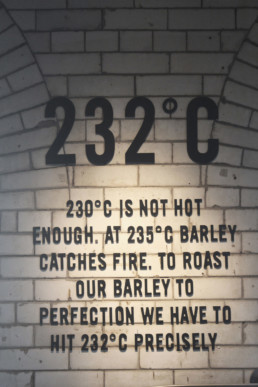 232°C
230°C IS NOT HOT
ENOUGH. AT 235°C BARLEY
CATCHES FIRE. TO ROAST
OUR BARLEY TO
PERFECTION WE HAVE TO
HIT 232°C PRECISELY